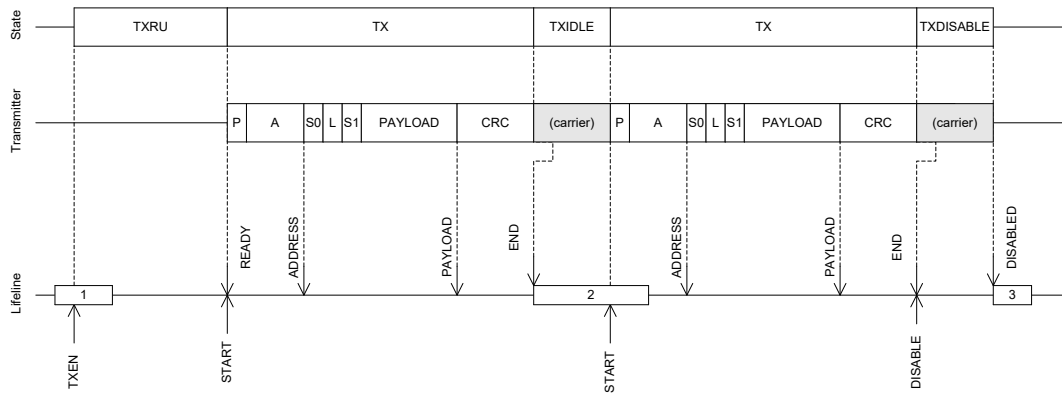 State
TXRU
TX
TXIDLE
TX
TXDISABLE
Transmitter
P
A
S0
L
S1
PAYLOAD
CRC
(carrier)
P
A
S0
L
S1
PAYLOAD
CRC
(carrier)
READY
ADDRESS
PAYLOAD
END
ADDRESS
PAYLOAD
END
DISABLED
Lifeline
1
2
3
TXEN
START
START
DISABLE